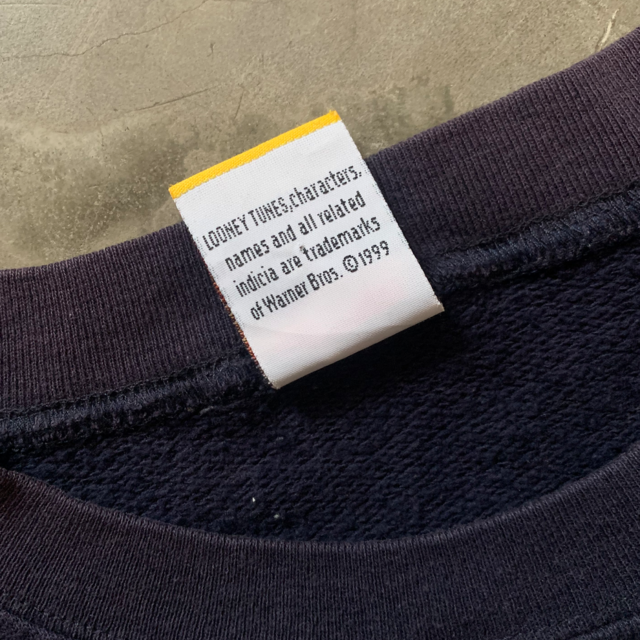 LOONEY TUNES,characters,
names and all related
indicia are trademarks
of Warner Bros. ©1999